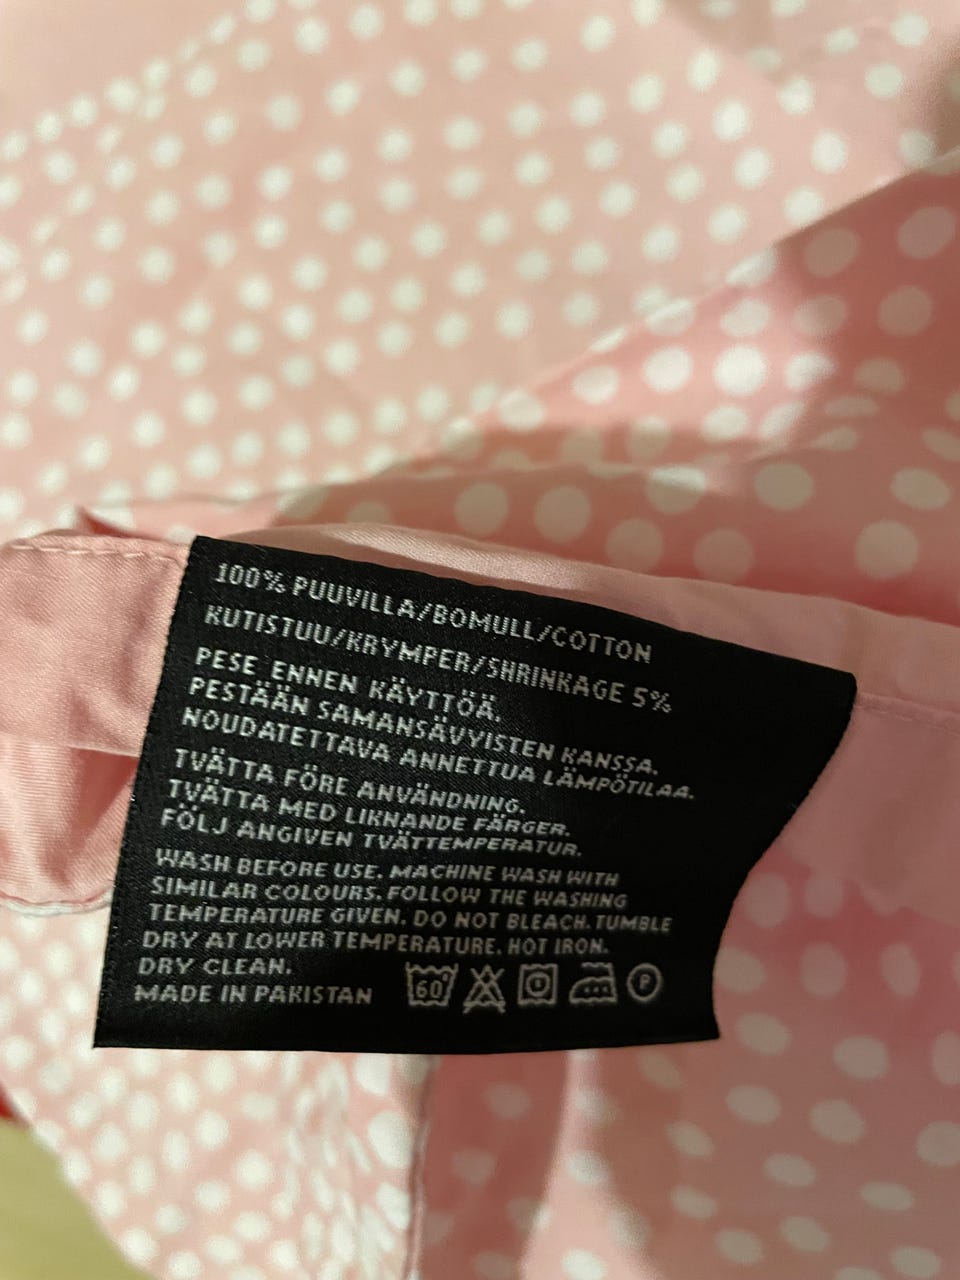 100% PUUVILLA/BOMULL/COTTON
KUTISTUU/KRYMPER/SHRINKAGE 5%
PESE ENNEN KÄYTTÖÄ.
PESTÄÄN SAMANSÄVYISTEN KANSSA.
NOUDATETTAVA ANNETTUA LÄMPÖTILAA.
TVÄTTA FÖRE ANVÄNDNING.
TVÄTTA MED LIKNANDE FÄRGER.
FÖLJ ANGIVEN TVÄTTEMPERATUR.
WASH BEFORE USE. MACHINE WASH WITH
SIMILAR COLOURS. FOLLOW THE WASHING
TEMPERATURE GIVEN. DO NOT BLEACH. TUMBLE
DRY AT LOWER TEMPERATURE. HOT IRON.
DRY CLEAN.
MADE IN PAKISTAN 60 P